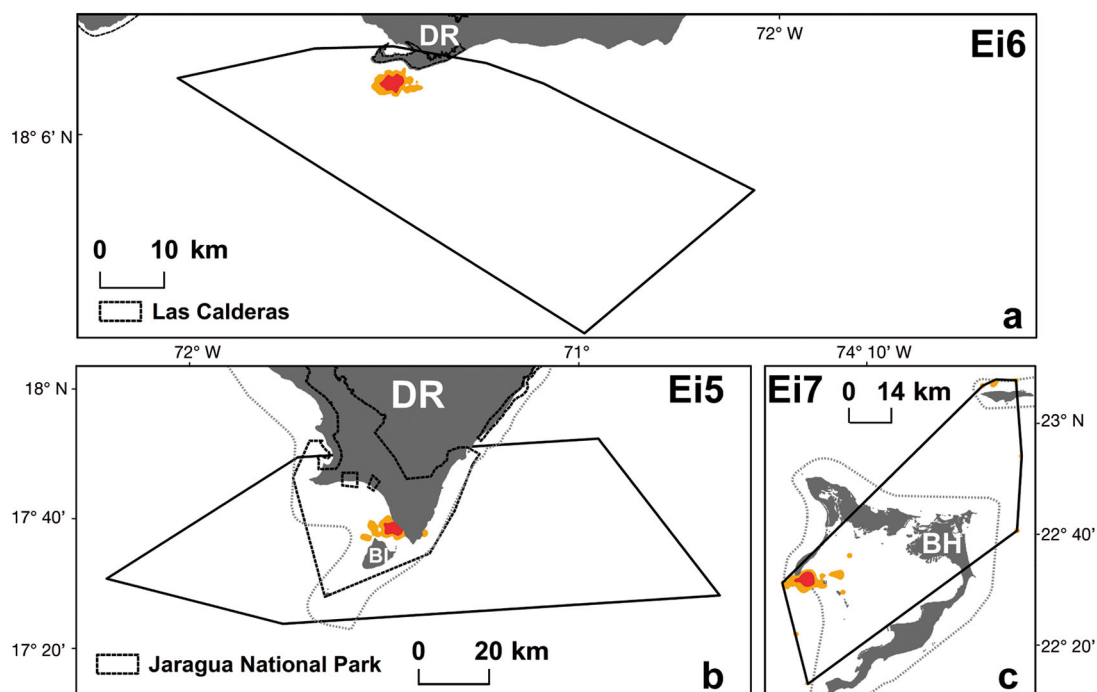 DR
72° W
Ei6
18° 6’ N
0 10 km
Las Calderas
a
72° W
71°
74° 10’ W
18° N
DR
Ei5
Ei7
0 14 km
23° N
17° 40’
BI
22° 40’
BH
17° 20’
Jaragua National Park
0 20 km
b
c
22° 20’